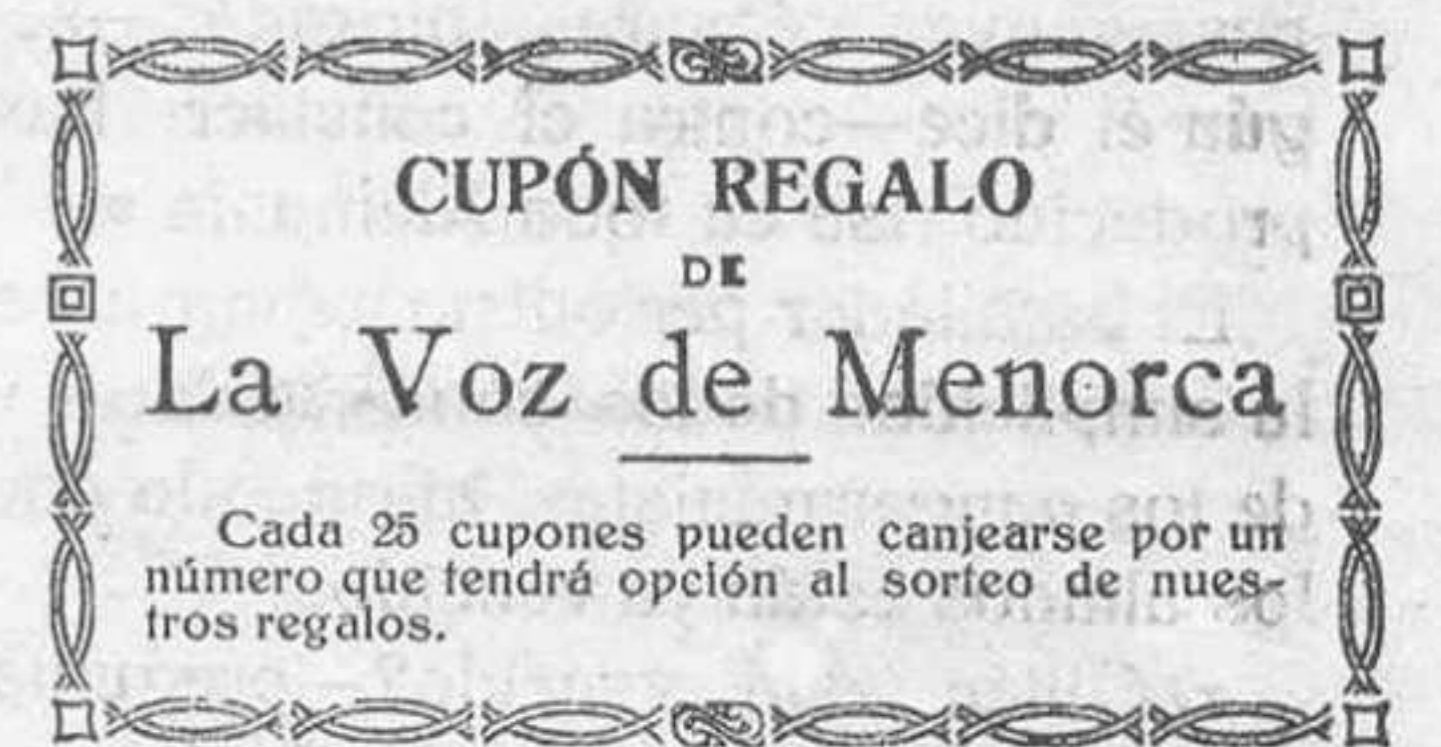 CUPÓN REGALO
DE
La Voz de Menorca
Cada 25 cupones pueden canjearse por un
número que tendrá opción al sorteo de nues-
tros regalos.